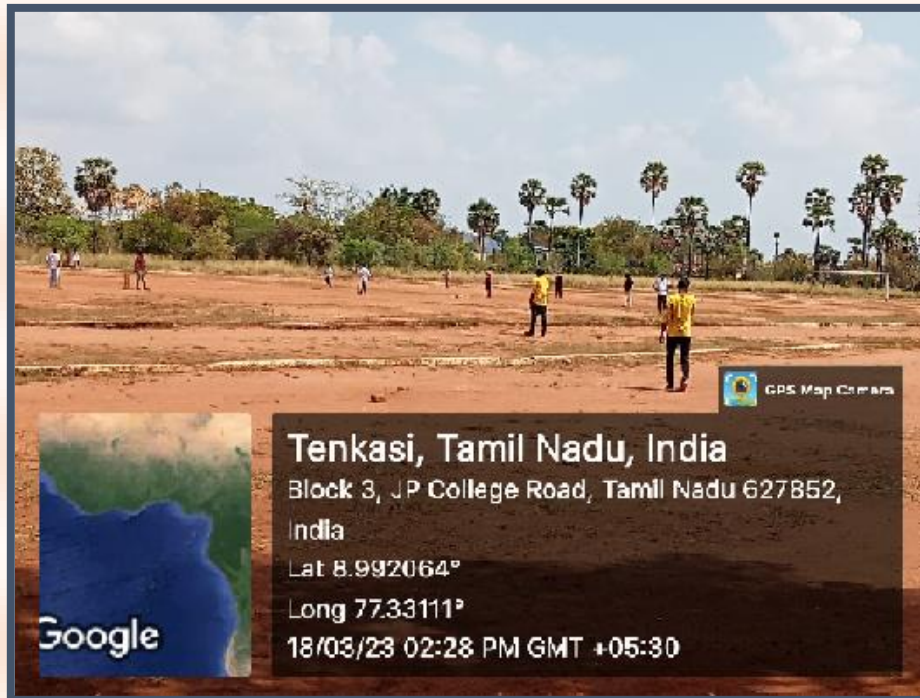 GPS Map Camera
Tenkasi, Tamil Nadu, India
Block 3, JP College Road, Tamil Nadu 627852,
India
Lat 8.992064°
Long 77.33111°
18/03/23 02:28 PM GMT +05:30
Google